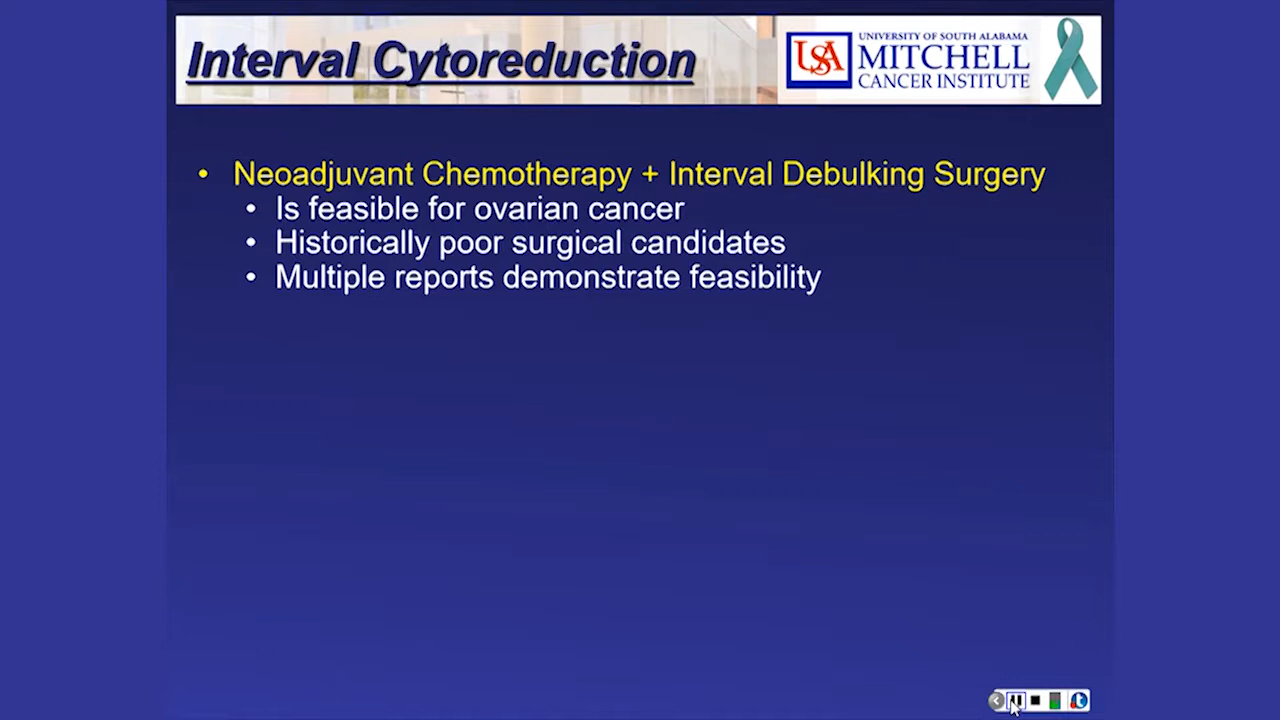 Interval Cytoreduction
USA
UNIVERSITY OF SOUTH ALABAMA
MITCHELL
CANCER INSTITUTE
• Neoadjuvant Chemotherapy + Interval Debulking Surgery
• Is feasible for ovarian cancer
• Historically poor surgical candidates
• Multiple reports demonstrate feasibility